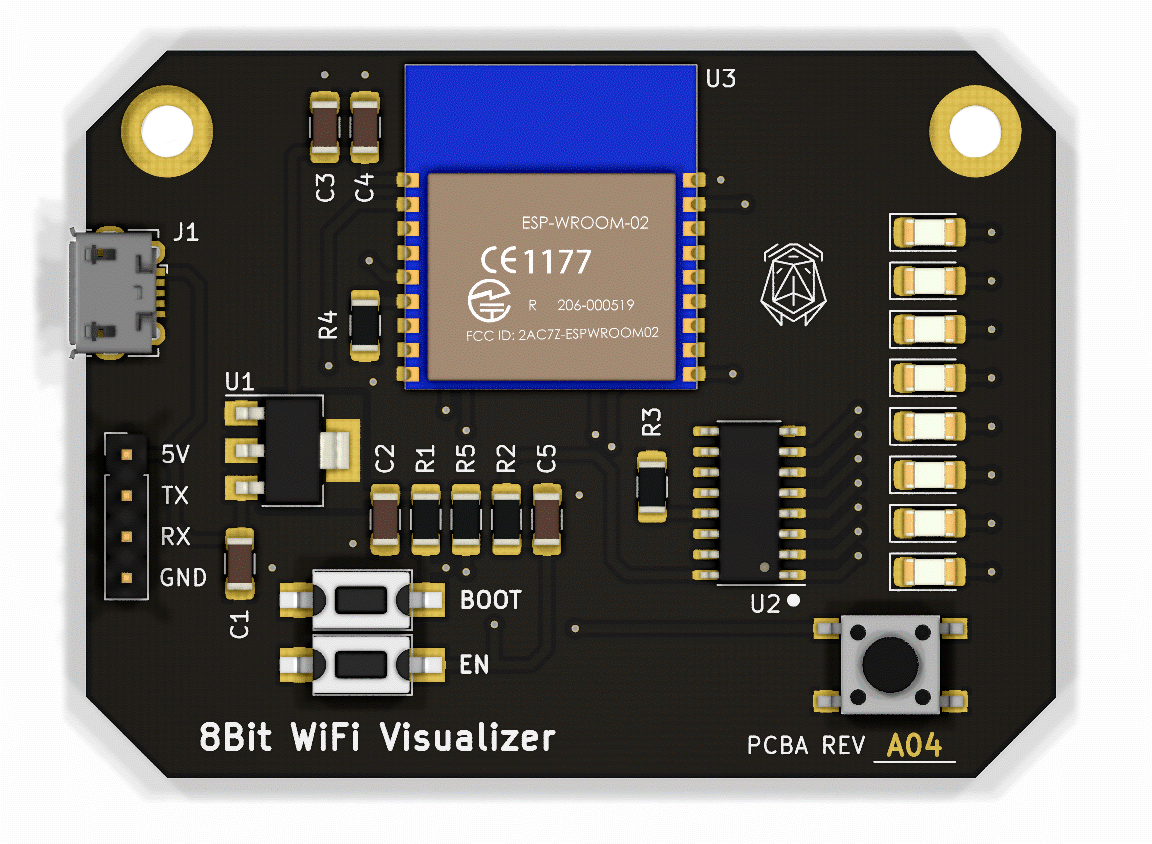 U3
C3
C4
ESP-WROOM-02
CE1177
R 206-000519
FCC ID: 2AC7Z-ESPWROOM02
J1
R4
U1
5V
TX
RX
GND
C2
R1
R5
R2
C5
R3
C1
BOOT
EN
U2
8Bit WiFi Visualizer
PCBA REV A04